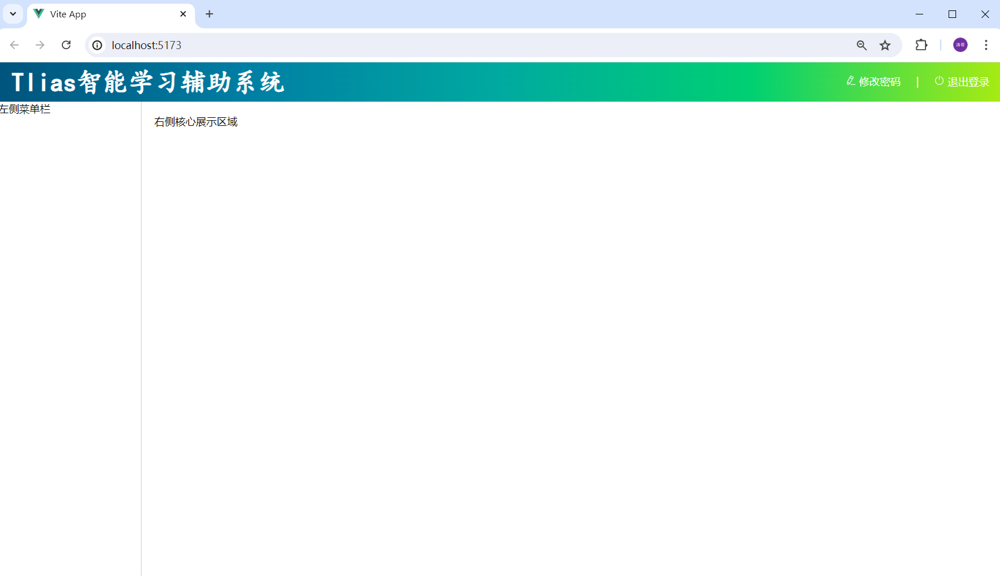 Vite App
localhost:5173
涛哥
Tlias智能学习辅助系统
修改密码 | 退出登录
左侧菜单栏
右侧核心展示区域